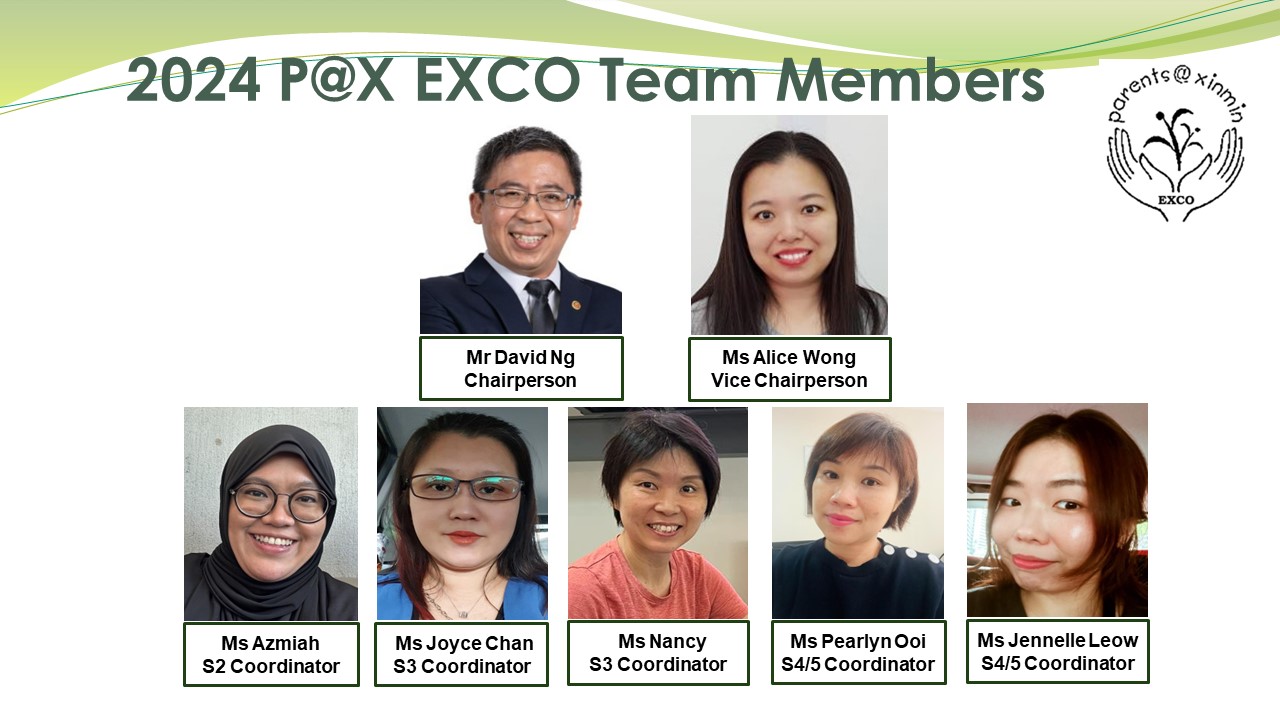 2024 P@X EXCO Team Members
parents@xinmin
EXCO
Mr David Ng
Chairperson
Ms Alice Wong
Vice Chairperson
Ms Azmiah
S2 Coordinator
Ms Joyce Chan
S3 Coordinator
Ms Nancy
S3 Coordinator
Ms Pearlyn Ooi
S4/5 Coordinator
Ms Jennelle Leow
S4/5 Coordinator